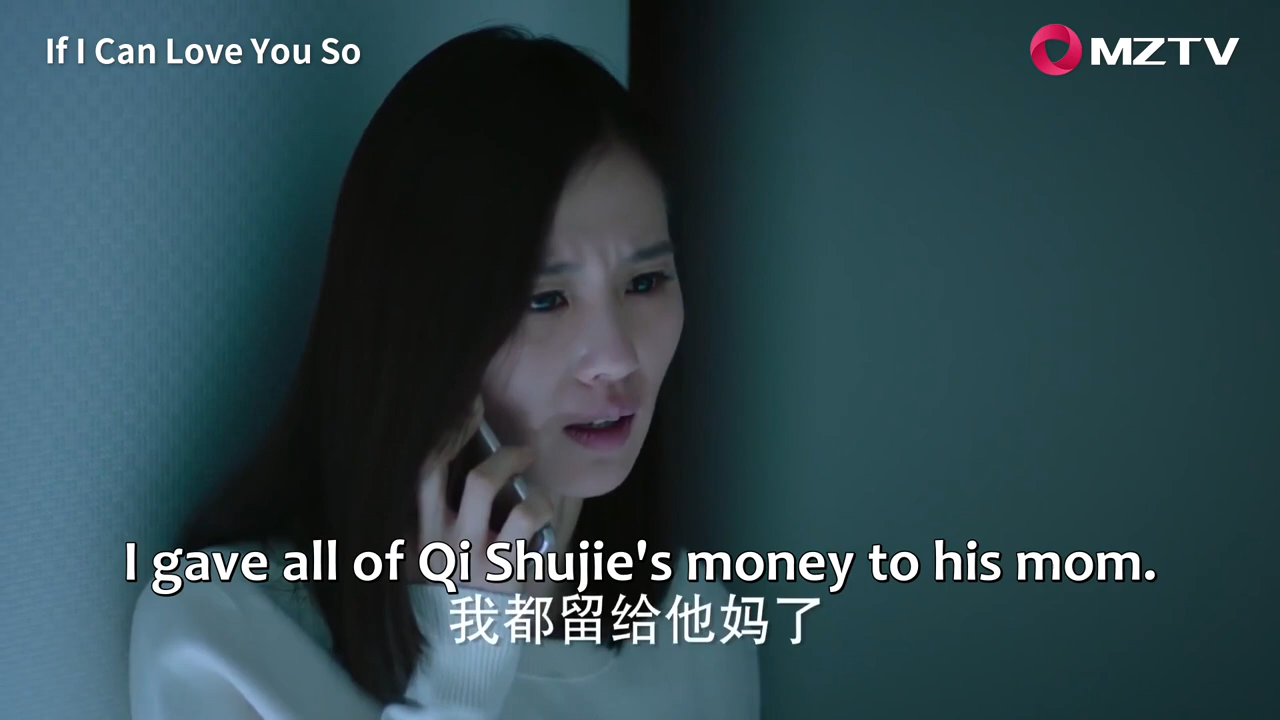 If I Can Love You So
MZTV
I gave all of Qi Shujie's money to his mom.
我都留给他妈了